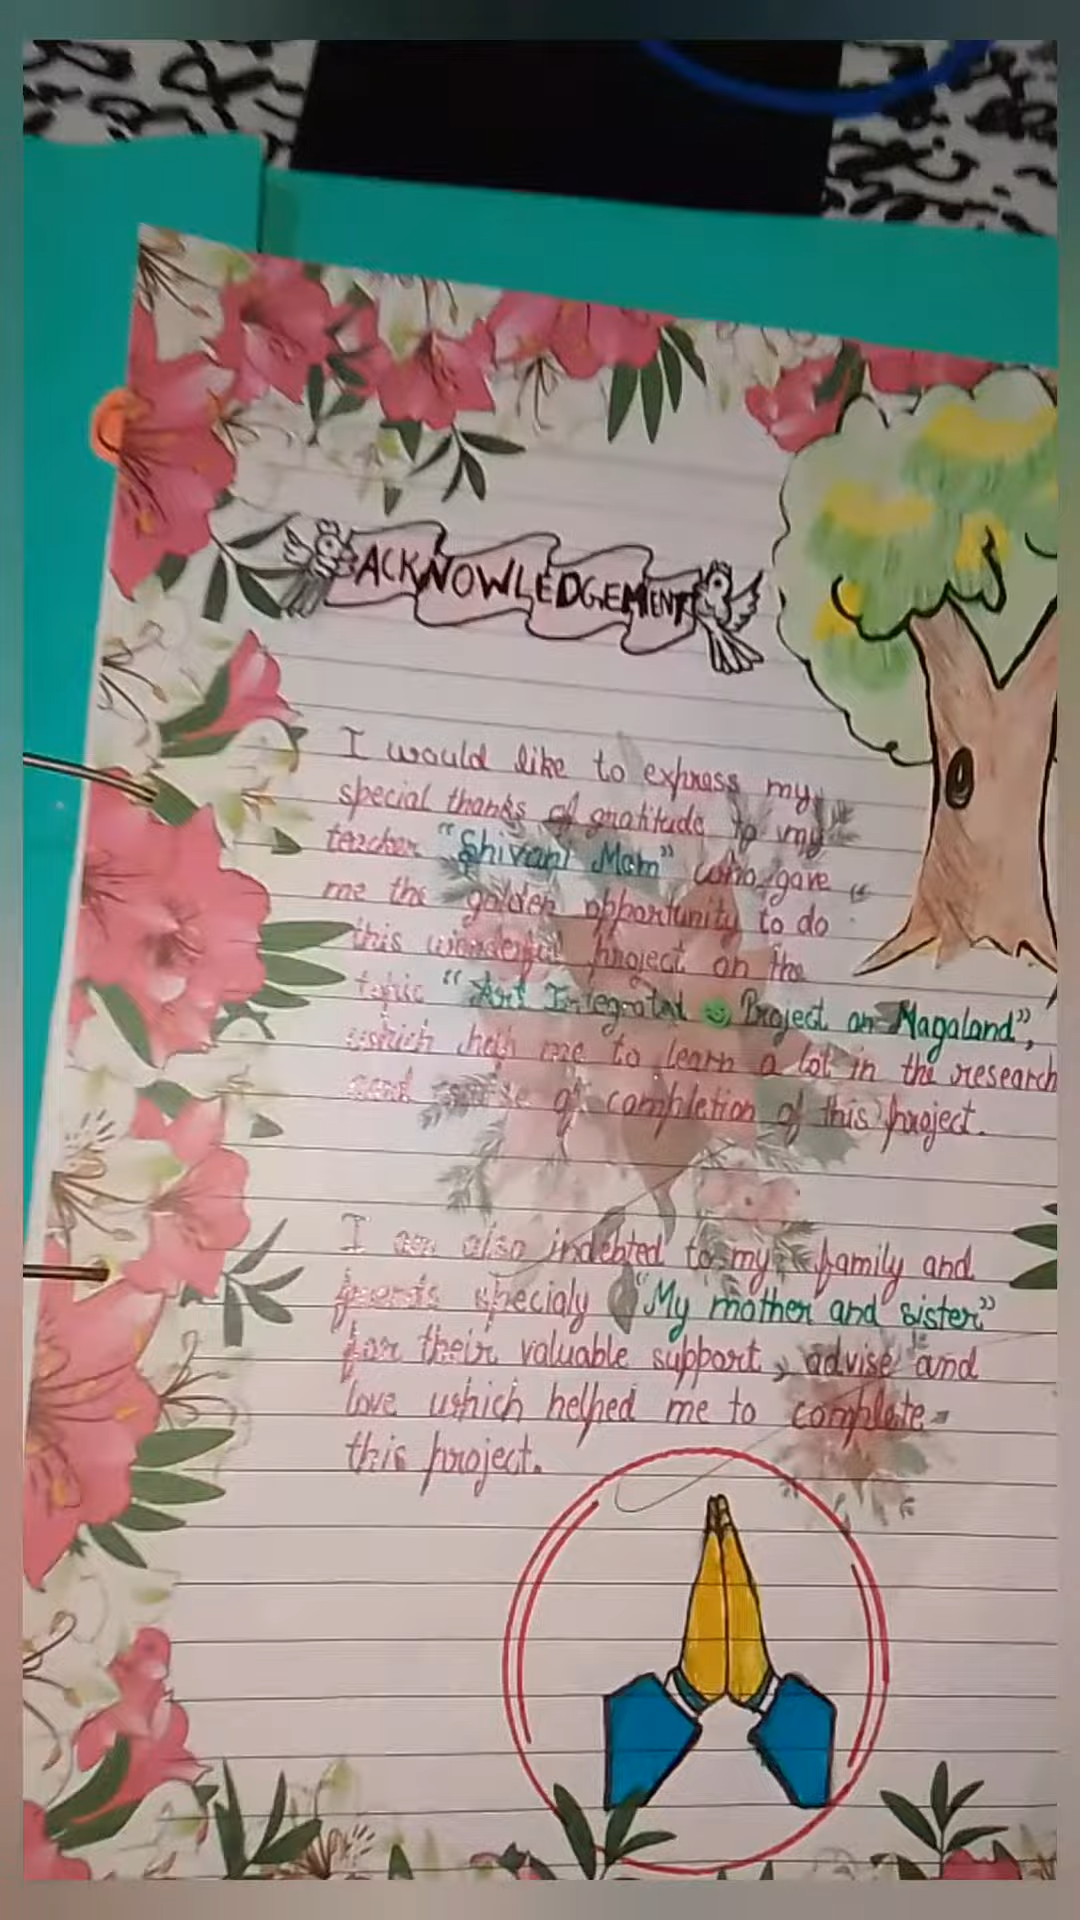 ACKNOWLEDGEMENT
I would like to express my
special thanks of gratitude to my
teacher "Shivani Mam" who gave
me the golden opportunity to do
this wonderful project on the
topic "Art Integrated Project on Nagaland",
which help me to learn a lot in the research
and course of completion of this project.
I am also indebted to my family and
friends specialy "My mother and sister"
for their valuable support, advise and
love which helped me to complete
this project.